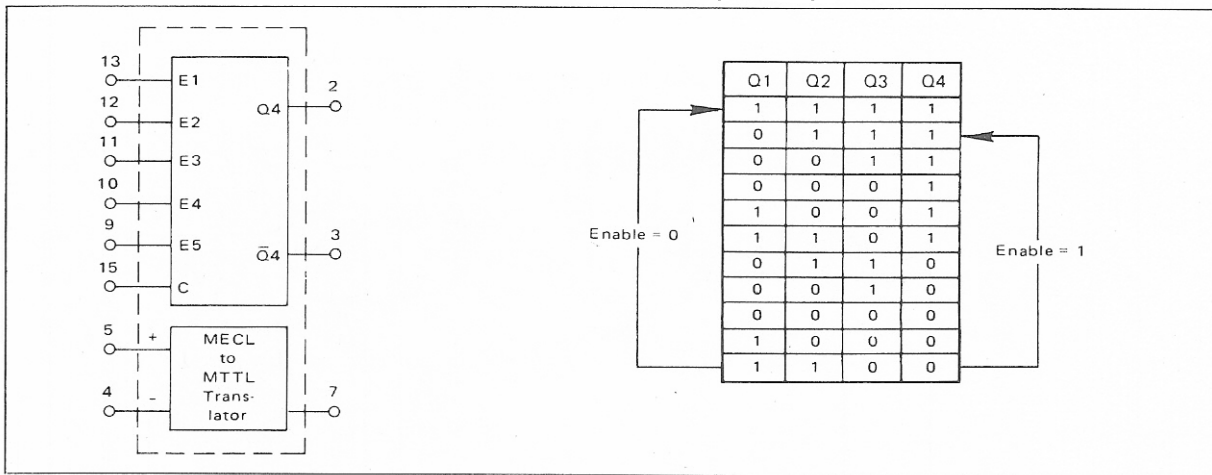 13
E1
12
E2
11
E3
10
E4
9
E5
15
C
Q4
2
Q̅4
3
5
+
4
−
MECL
to
MTTL
Trans-
lator
7
Q1 Q2 Q3 Q4
1 1 1 1
0 1 1 1
0 0 1 1
0 0 0 1
1 0 0 1
1 1 0 1
0 1 1 0
0 0 1 0
0 0 0 0
1 0 0 0
1 1 0 0
Enable = 0
Enable = 1